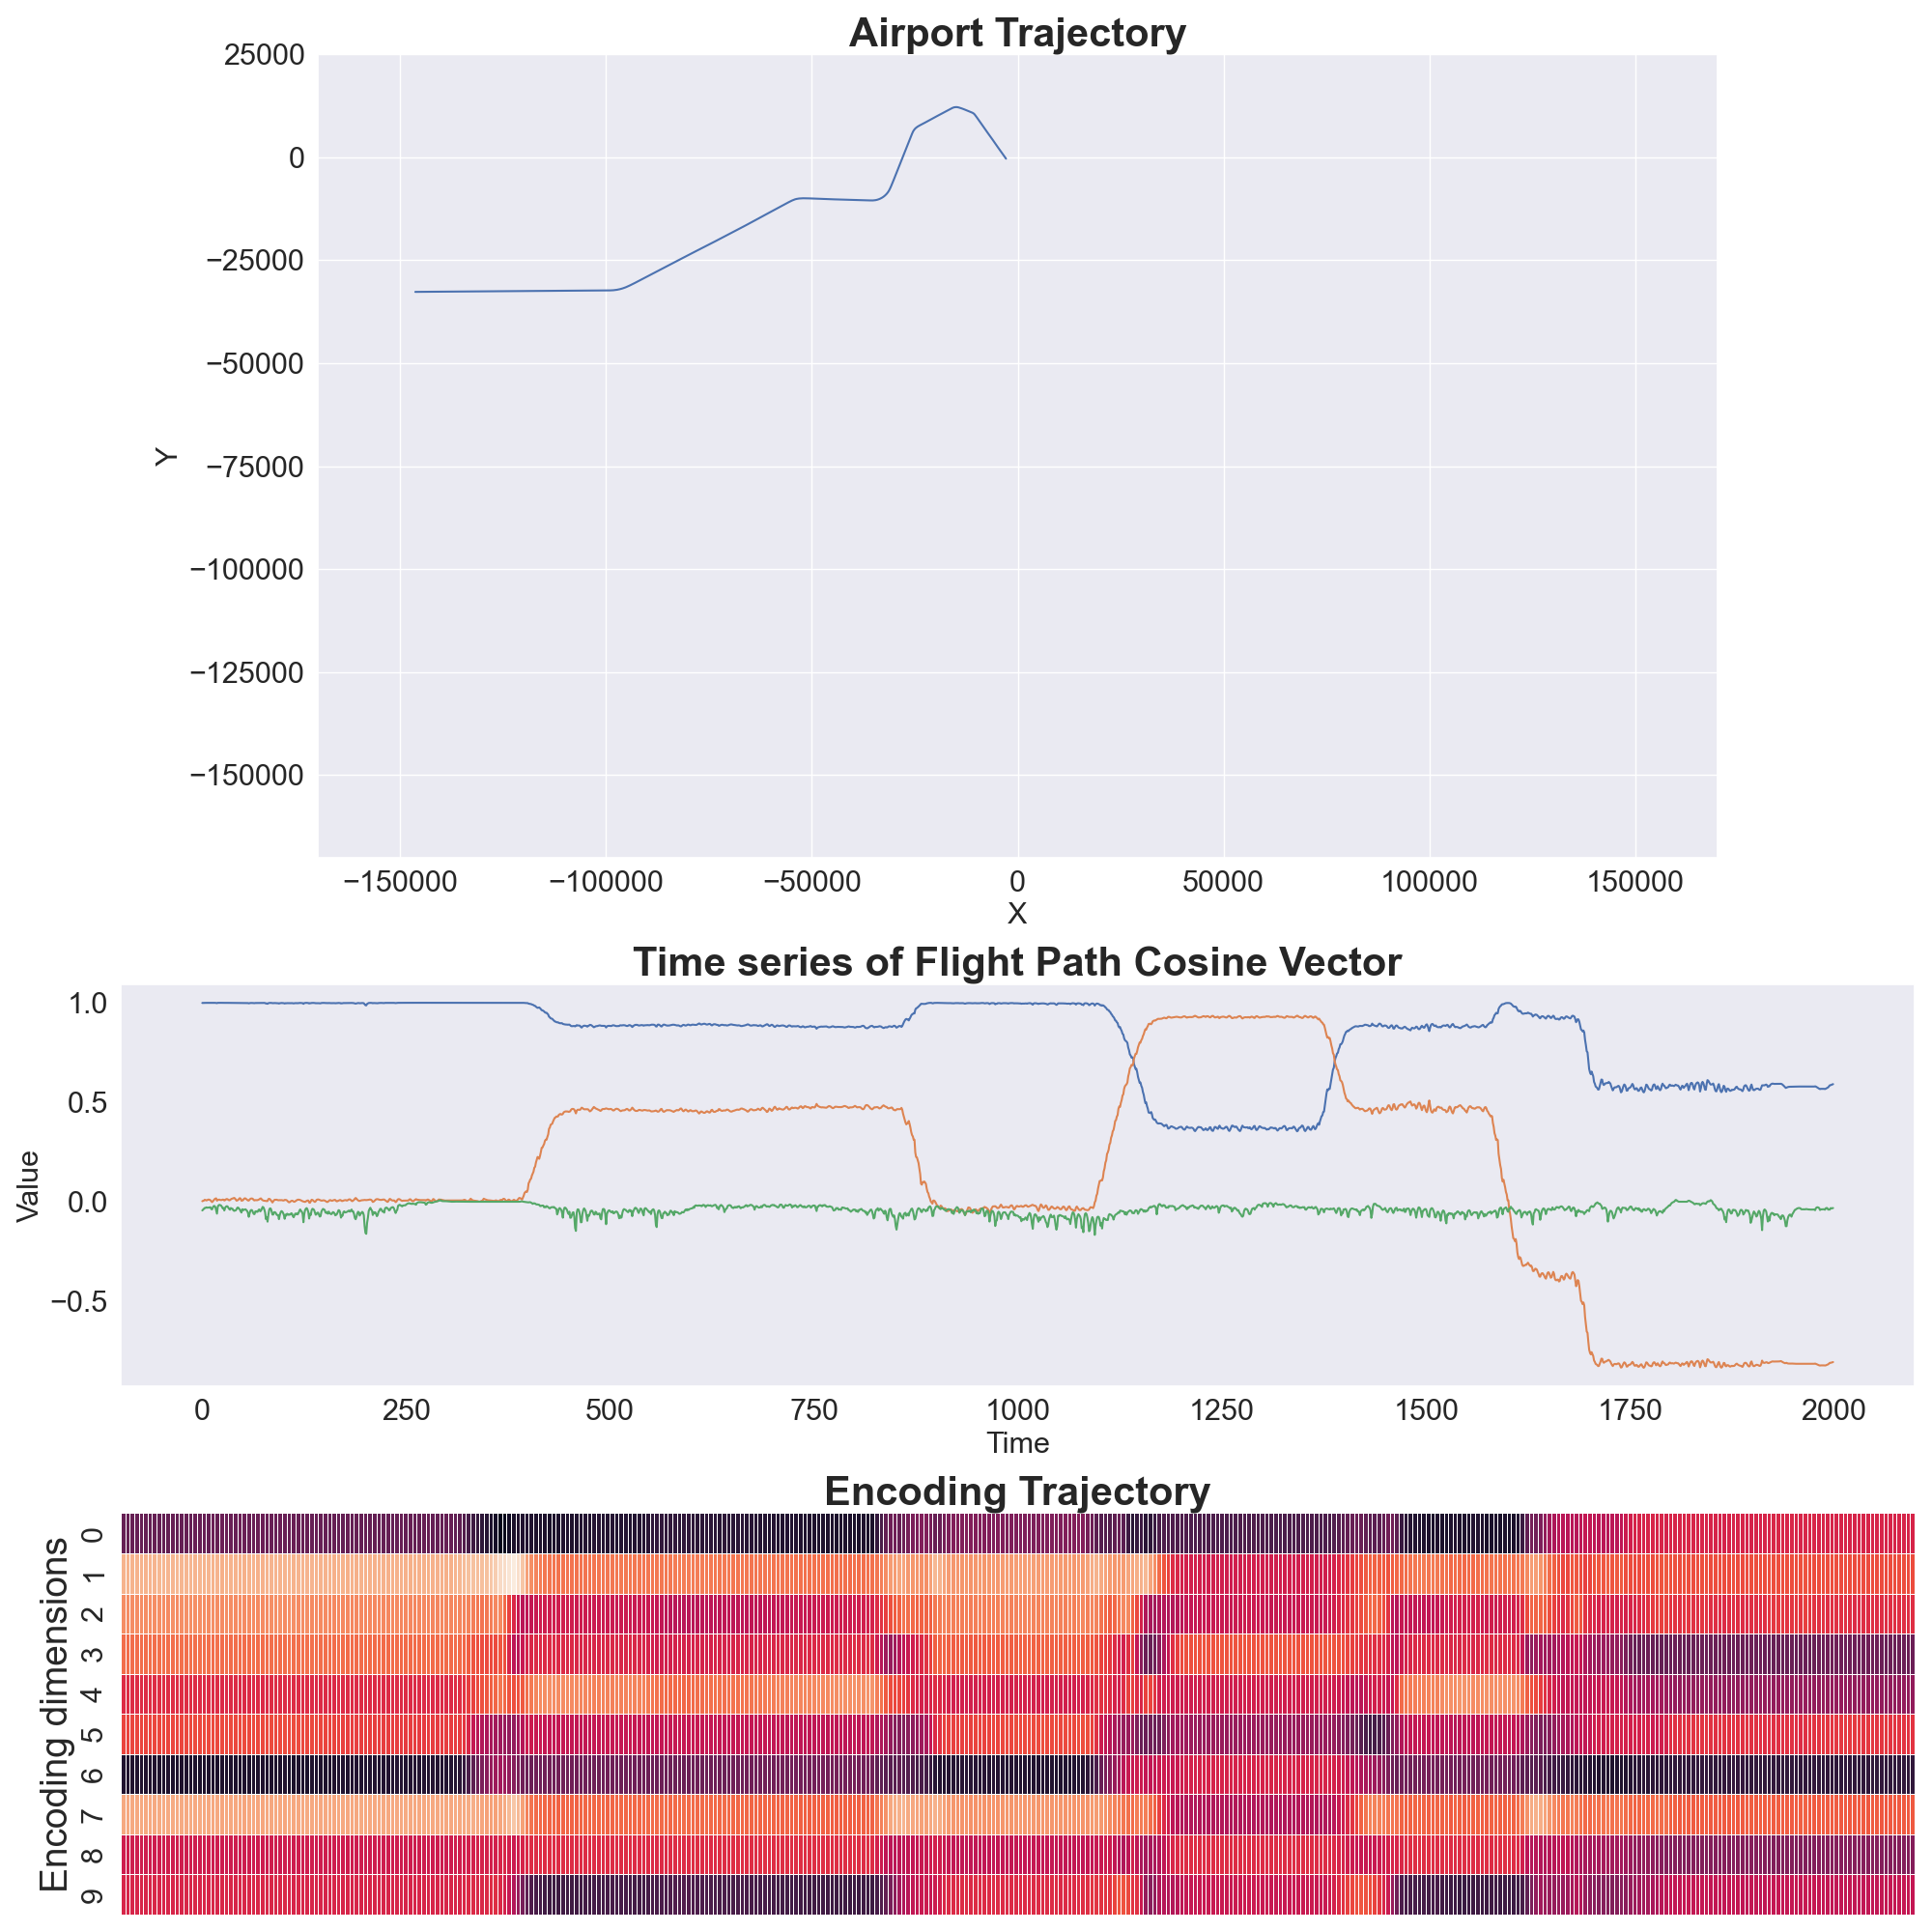 Airport Trajectory
25000
0
−25000
−50000
−75000
−100000
−125000
−150000
Y
−150000 −100000 −50000 0 50000 100000 150000
X
Time series of Flight Path Cosine Vector
1.0
0.5
0.0
−0.5
Value
0 250 500 750 1000 1250 1500 1750 2000
Time
Encoding Trajectory
Encoding dimensions
0
1
2
3
4
5
6
7
8
9